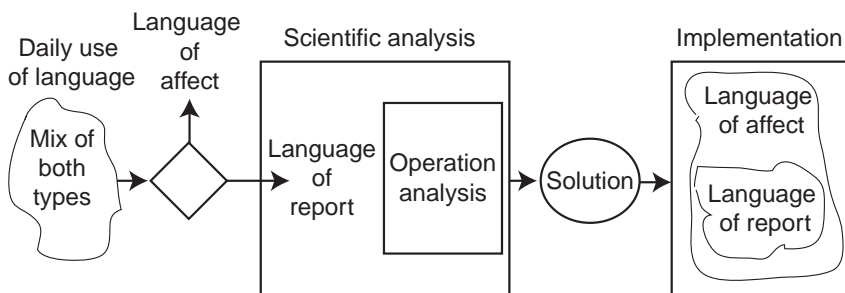 Daily use
of language
Language
of
affect
Scientific analysis
Implementation
Mix of
both
types
Language
of
report
Operation
analysis
Solution
Language
of affect
Language
of report